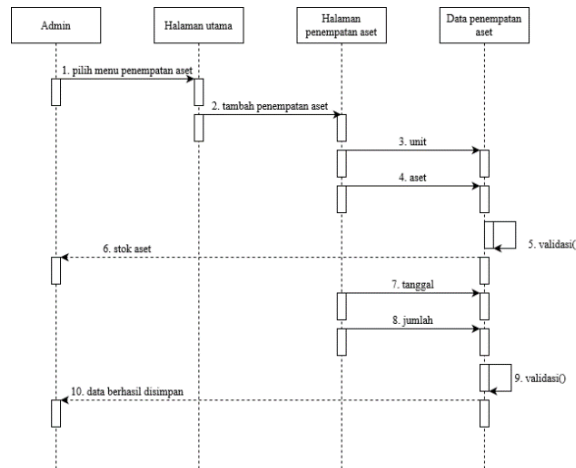 Admin
Halaman utama
Halaman
penempatan aset
Data penempatan
aset
1. pilih menu penempatan aset
2. tambah penempatan aset
3. unit
4. aset
5. validasi(
6. stok aset
7. tanggal
8. jumlah
9. validasi()
10. data berhasil disimpan